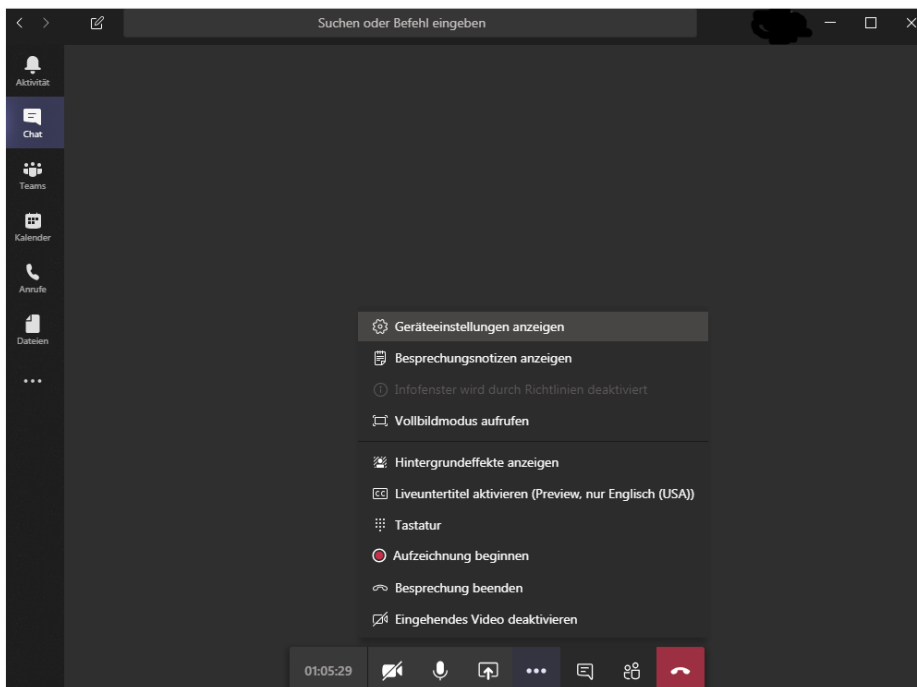 Suchen oder Befehl eingeben
Aktivität
Chat
Teams
Kalender
Anrufe
Dateien
Geräteeinstellungen anzeigen
Besprechungsnotizen anzeigen
Infofenster wird durch Richtlinien deaktiviert
Vollbildmodus aufrufen
Hintergrundeffekte anzeigen
CC Liveuntertitel aktivieren (Preview, nur Englisch (USA))
Tastatur
Aufzeichnung beginnen
Besprechung beenden
Eingehendes Video deaktivieren
01:05:29